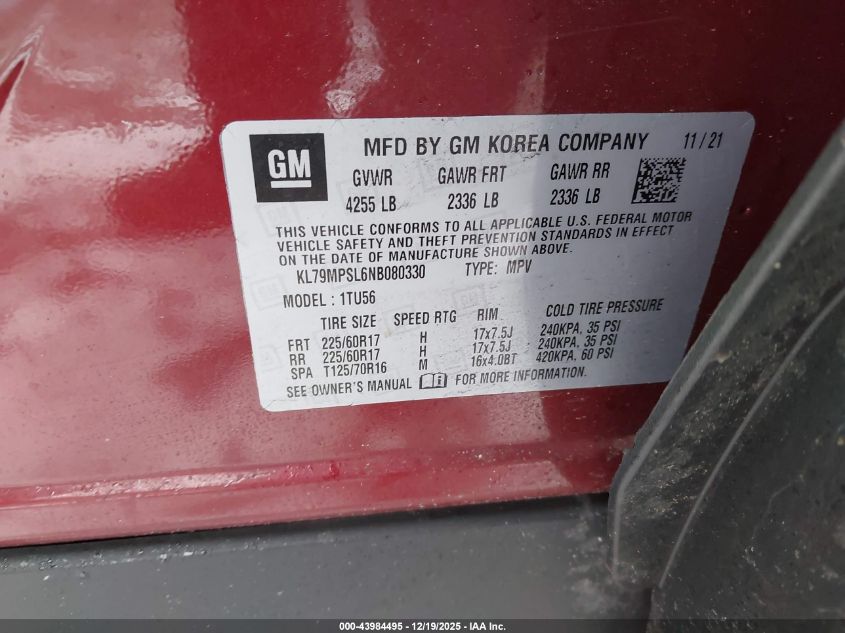 GM
MFD BY GM KOREA COMPANY 11/21
GVWR GAWR FRT GAWR RR
4255 LB 2336 LB 2336 LB
THIS VEHICLE CONFORMS TO ALL APPLICABLE U.S. FEDERAL MOTOR
VEHICLE SAFETY AND THEFT PREVENTION STANDARDS IN EFFECT
ON THE DATE OF MANUFACTURE SHOWN ABOVE.
KL79MPSL6NB080330 TYPE: MPV
MODEL : 1TU56
TIRE SIZE SPEED RTG RIM COLD TIRE PRESSURE
FRT 225/60R17 H 17x7.5J 240KPA, 35 PSI
RR 225/60R17 H 17x7.5J 240KPA, 35 PSI
SPA T125/70R16 M 16x4.0BT 420KPA, 60 PSI
SEE OWNER'S MANUAL FOR MORE INFORMATION.
000-43984495 - 12/19/2025 - IAA Inc.